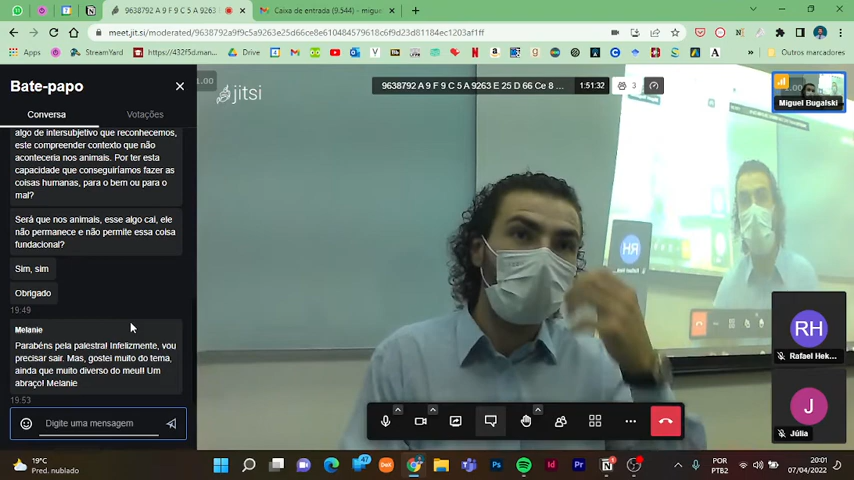 9638792 A 9 F 9 C 5 A 9263
Caixa de entrada (9.544) - migue
meet.jit.si/moderated/9638792a9f9c5a9263e25d66ce8e610484579618c6f9d23d81184ec1203af1ff
Apps
StreamYard
https://432f5d.man...
Drive
Outros marcadores
Bate-papo
Conversa
Votações
algo de intersubjetivo que reconhecemos,
este compreender contexto que não
aconteceria nos animais. Por ter esta
capacidade que conseguiríamos fazer as
coisas humanas, para o bem ou para o
mal?
Será que nos animais, esse algo cai, ele
não permanece e não permite essa coisa
fundacional?
Sim, sim
Obrigado
19:49
Melanie
Parabéns pela palestra! Infelizmente, vou
precisar sair. Mas, gostei muito do tema,
ainda que muito diverso do meu!! Um
abraço! Melanie
19:53
Digite uma mensagem
1.00
jitsi
9638792 A 9 F 9 C 5 A 9263 E 25 D 66 Ce 8 ...
1:51:32
3
Miguel Bugalski
RH
RH
Rafael Hek...
J
Júlia
19°C
Pred. nublado
47
POR
PTB2
20:01
07/04/2022